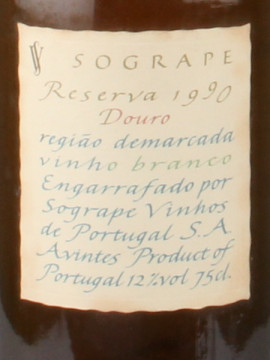 SOGRAPE
Reserva 1990
Douro
região demarcada
vinho branco
Engarrafado por
Sogrape Vinhos
de Portugal S. A
Avintes Product of
Portugal 12% vol 75cl.